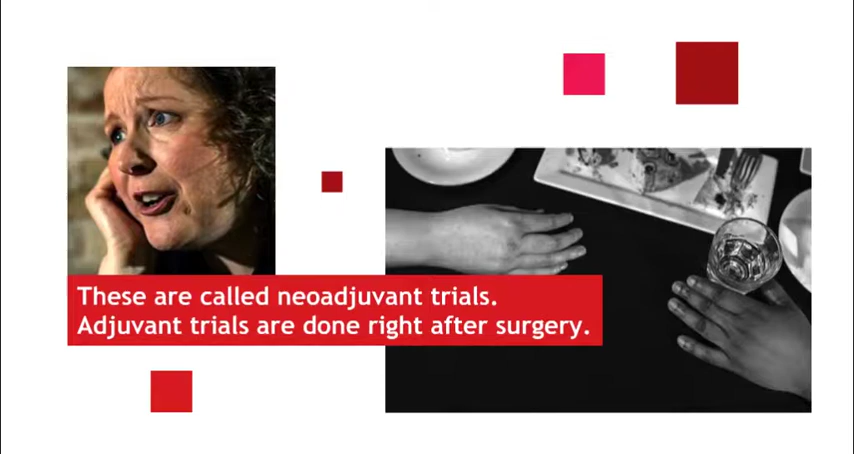 These are called neoadjuvant trials.
Adjuvant trials are done right after surgery.